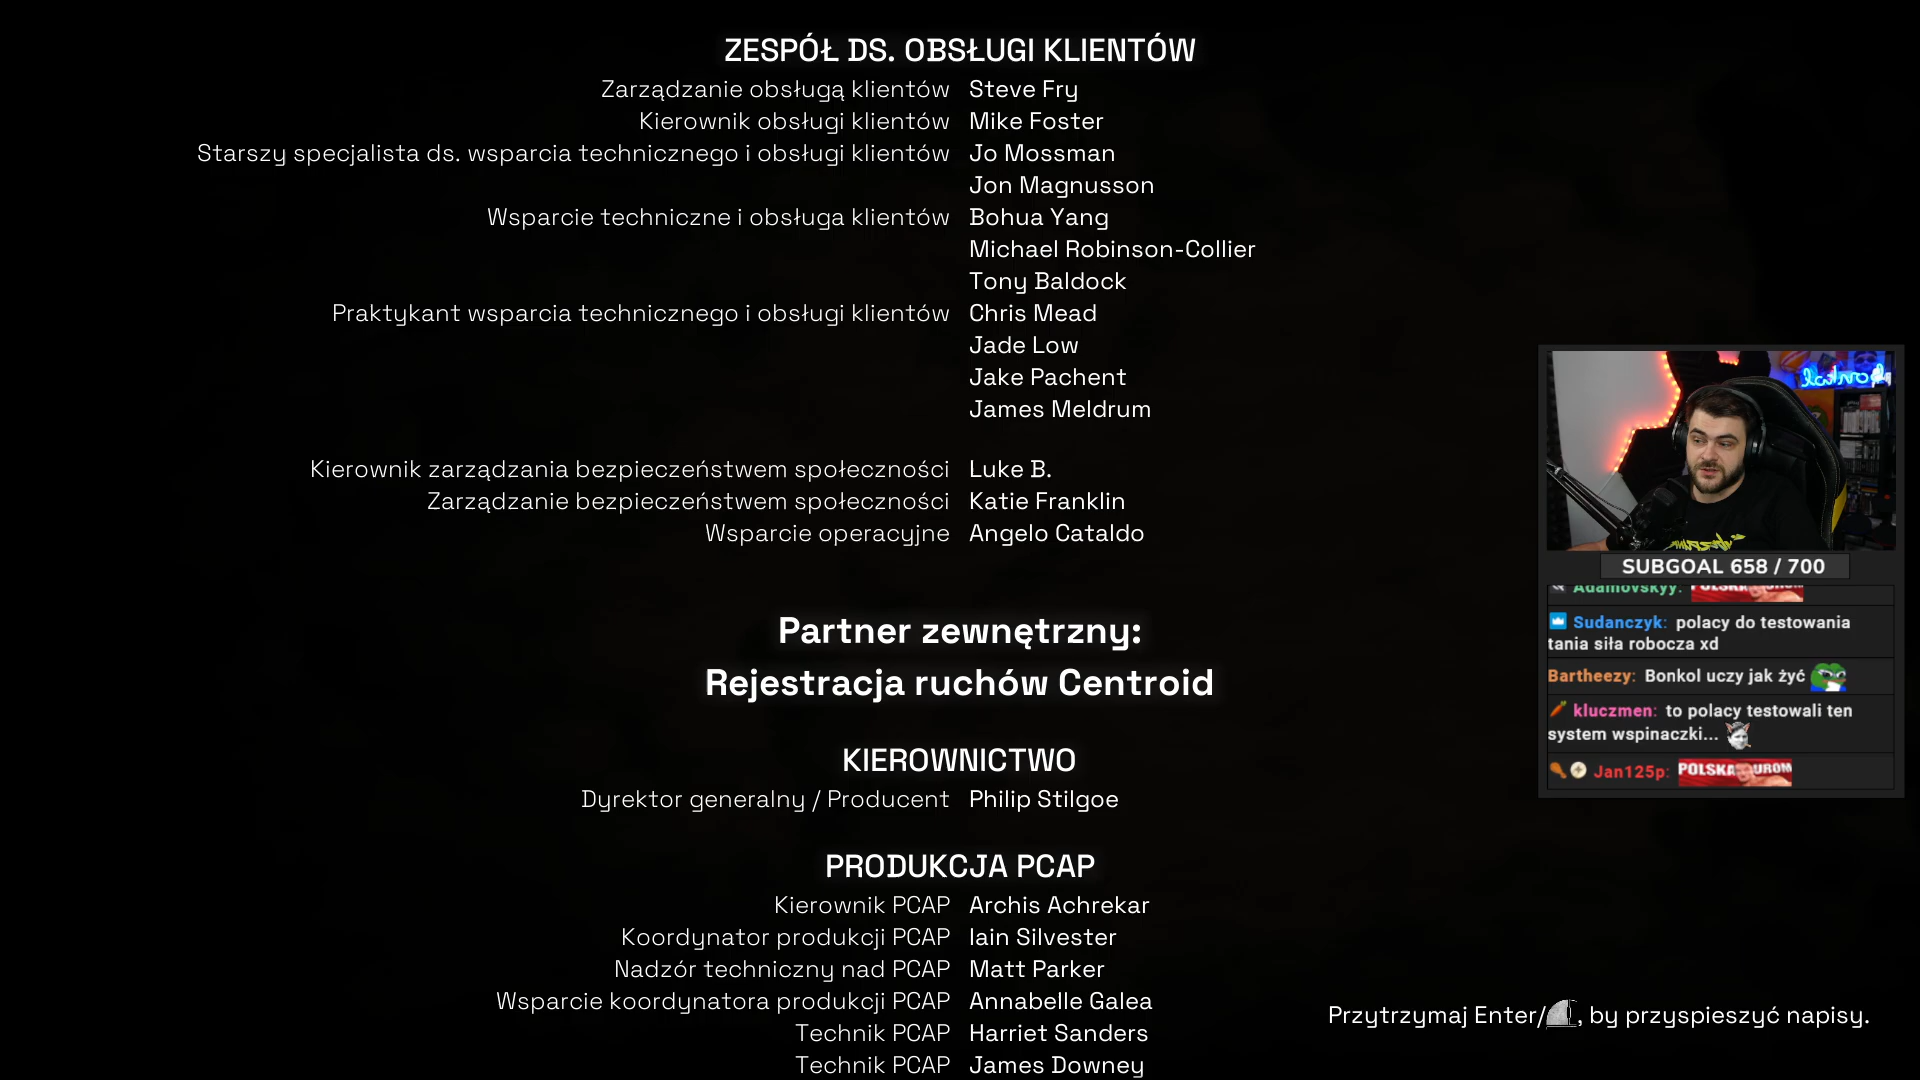 ZESPÓŁ DS. OBSŁUGI KLIENTÓW
Zarządzanie obsługą klientów Steve Fry
Kierownik obsługi klientów Mike Foster
Starszy specjalista ds. wsparcia technicznego i obsługi klientów Jo Mossman
Jon Magnusson
Wsparcie techniczne i obsługa klientów Bohua Yang
Michael Robinson-Collier
Tony Baldock
Praktykant wsparcia technicznego i obsługi klientów Chris Mead
Jade Low
Jake Pachent
James Meldrum
Kierownik zarządzania bezpieczeństwem społeczności Luke B.
Zarządzanie bezpieczeństwem społeczności Katie Franklin
Wsparcie operacyjne Angelo Cataldo
Partner zewnętrzny:
Rejestracja ruchów Centroid
KIEROWNICTWO
Dyrektor generalny / Producent Philip Stilgoe
PRODUKCJA PCAP
Kierownik PCAP Archis Achrekar
Koordynator produkcji PCAP Iain Silvester
Nadzór techniczny nad PCAP Matt Parker
Wsparcie koordynatora produkcji PCAP Annabelle Galea
Technik PCAP Harriet Sanders
Technik PCAP James Downey
SUBGOAL 658 / 700
Adamovskyy:
Sudanczyk: polacy do testowania
tania siła robocza xd
Bartheezy: Bonkol uczy jak żyć
kluczmen: to polacy testowali ten
system wspinaczki...
Jan125p: POLSKA GUROM
Przytrzymaj Enter/, by przyspieszyć napisy.